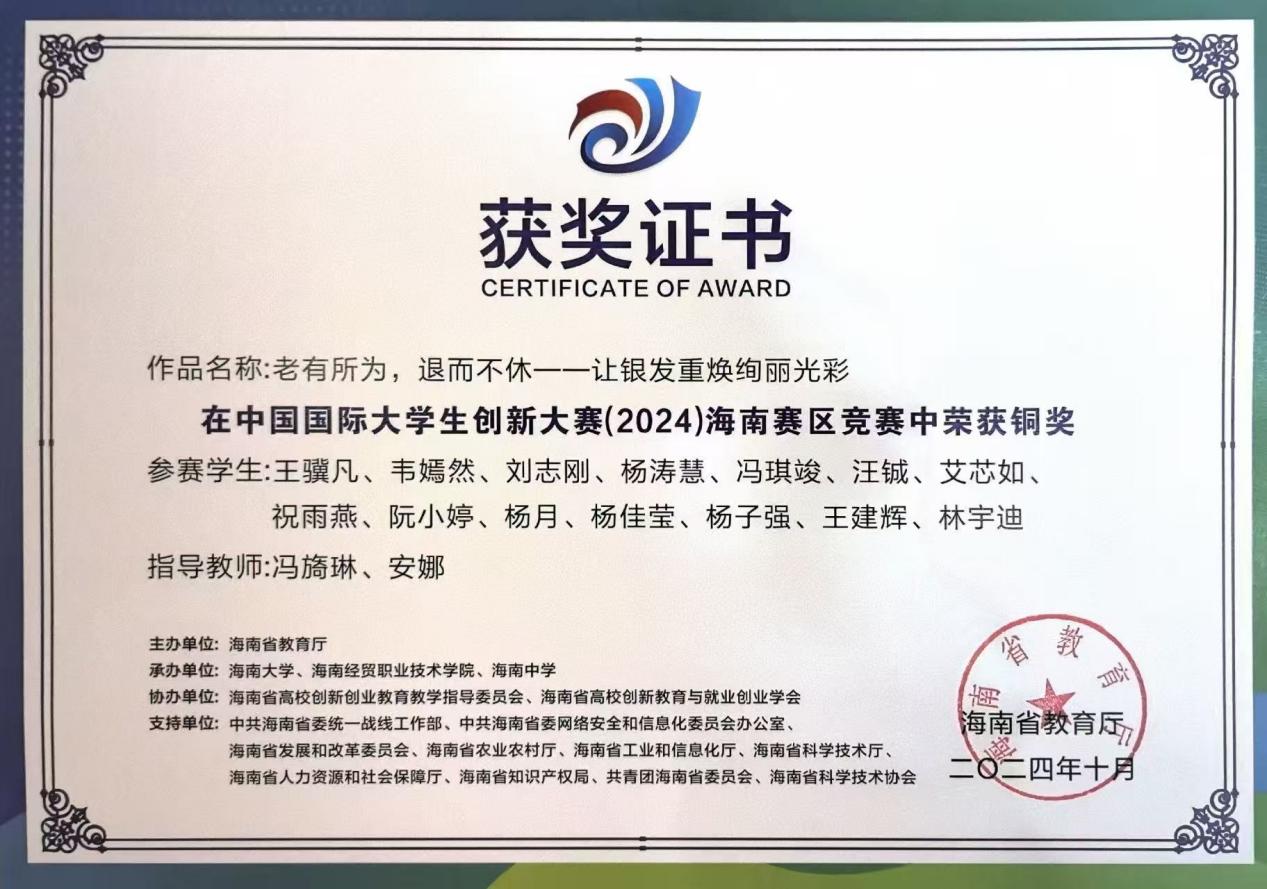 获奖证书
CERTIFICATE OF AWARD
作品名称:老有所为，退而不休——让银发重焕绚丽光彩
在中国国际大学生创新大赛(2024)海南赛区竞赛中荣获铜奖
参赛学生:王骥凡、韦嫣然、刘志刚、杨涛慧、冯琪竣、汪铖、艾芯如、
祝雨燕、阮小婷、杨月、杨佳莹、杨子强、王建辉、林宇迪
指导教师:冯旖琳、安娜
主办单位: 海南省教育厅
承办单位: 海南大学、海南经贸职业技术学院、海南中学
协办单位: 海南省高校创新创业教育教学指导委员会、海南省高校创新教育与就业创业学会
支持单位: 中共海南省委统一战线工作部、中共海南省委网络安全和信息化委员会办公室、
海南省发展和改革委员会、海南省农业农村厅、海南省工业和信息化厅、海南省科学技术厅、
海南省人力资源和社会保障厅、海南省知识产权局、共青团海南省委员会、海南省科学技术协会
海南省教育厅
海南省教育厅
二〇二四年十月